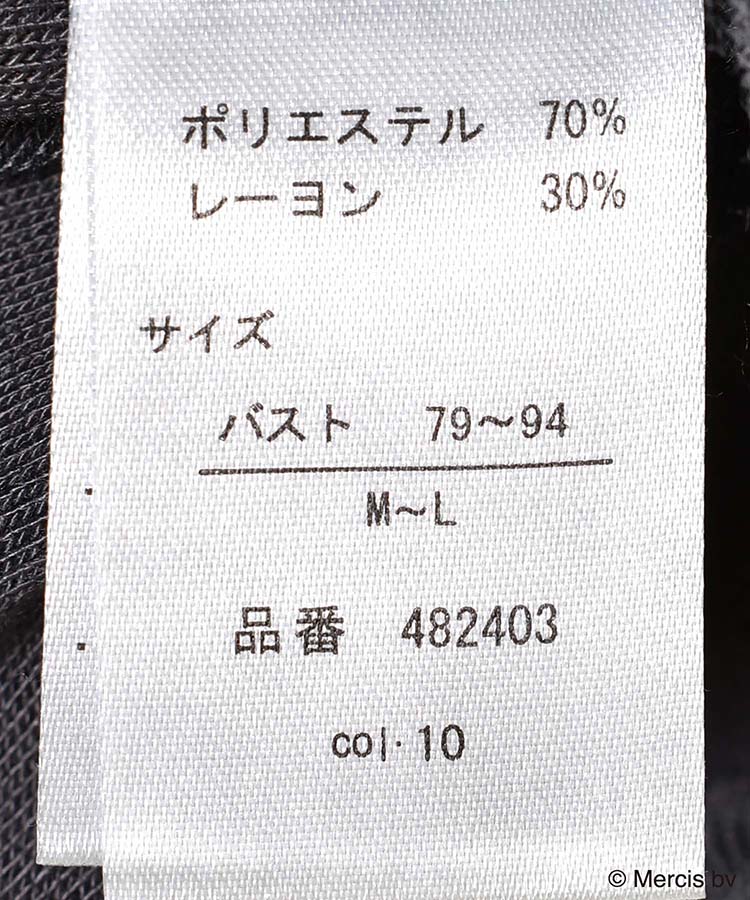 ポリエステル 70%
レーヨン 30%
サイズ
バスト 79～94
M～L
品番 482403
col・10
© Mercis bv